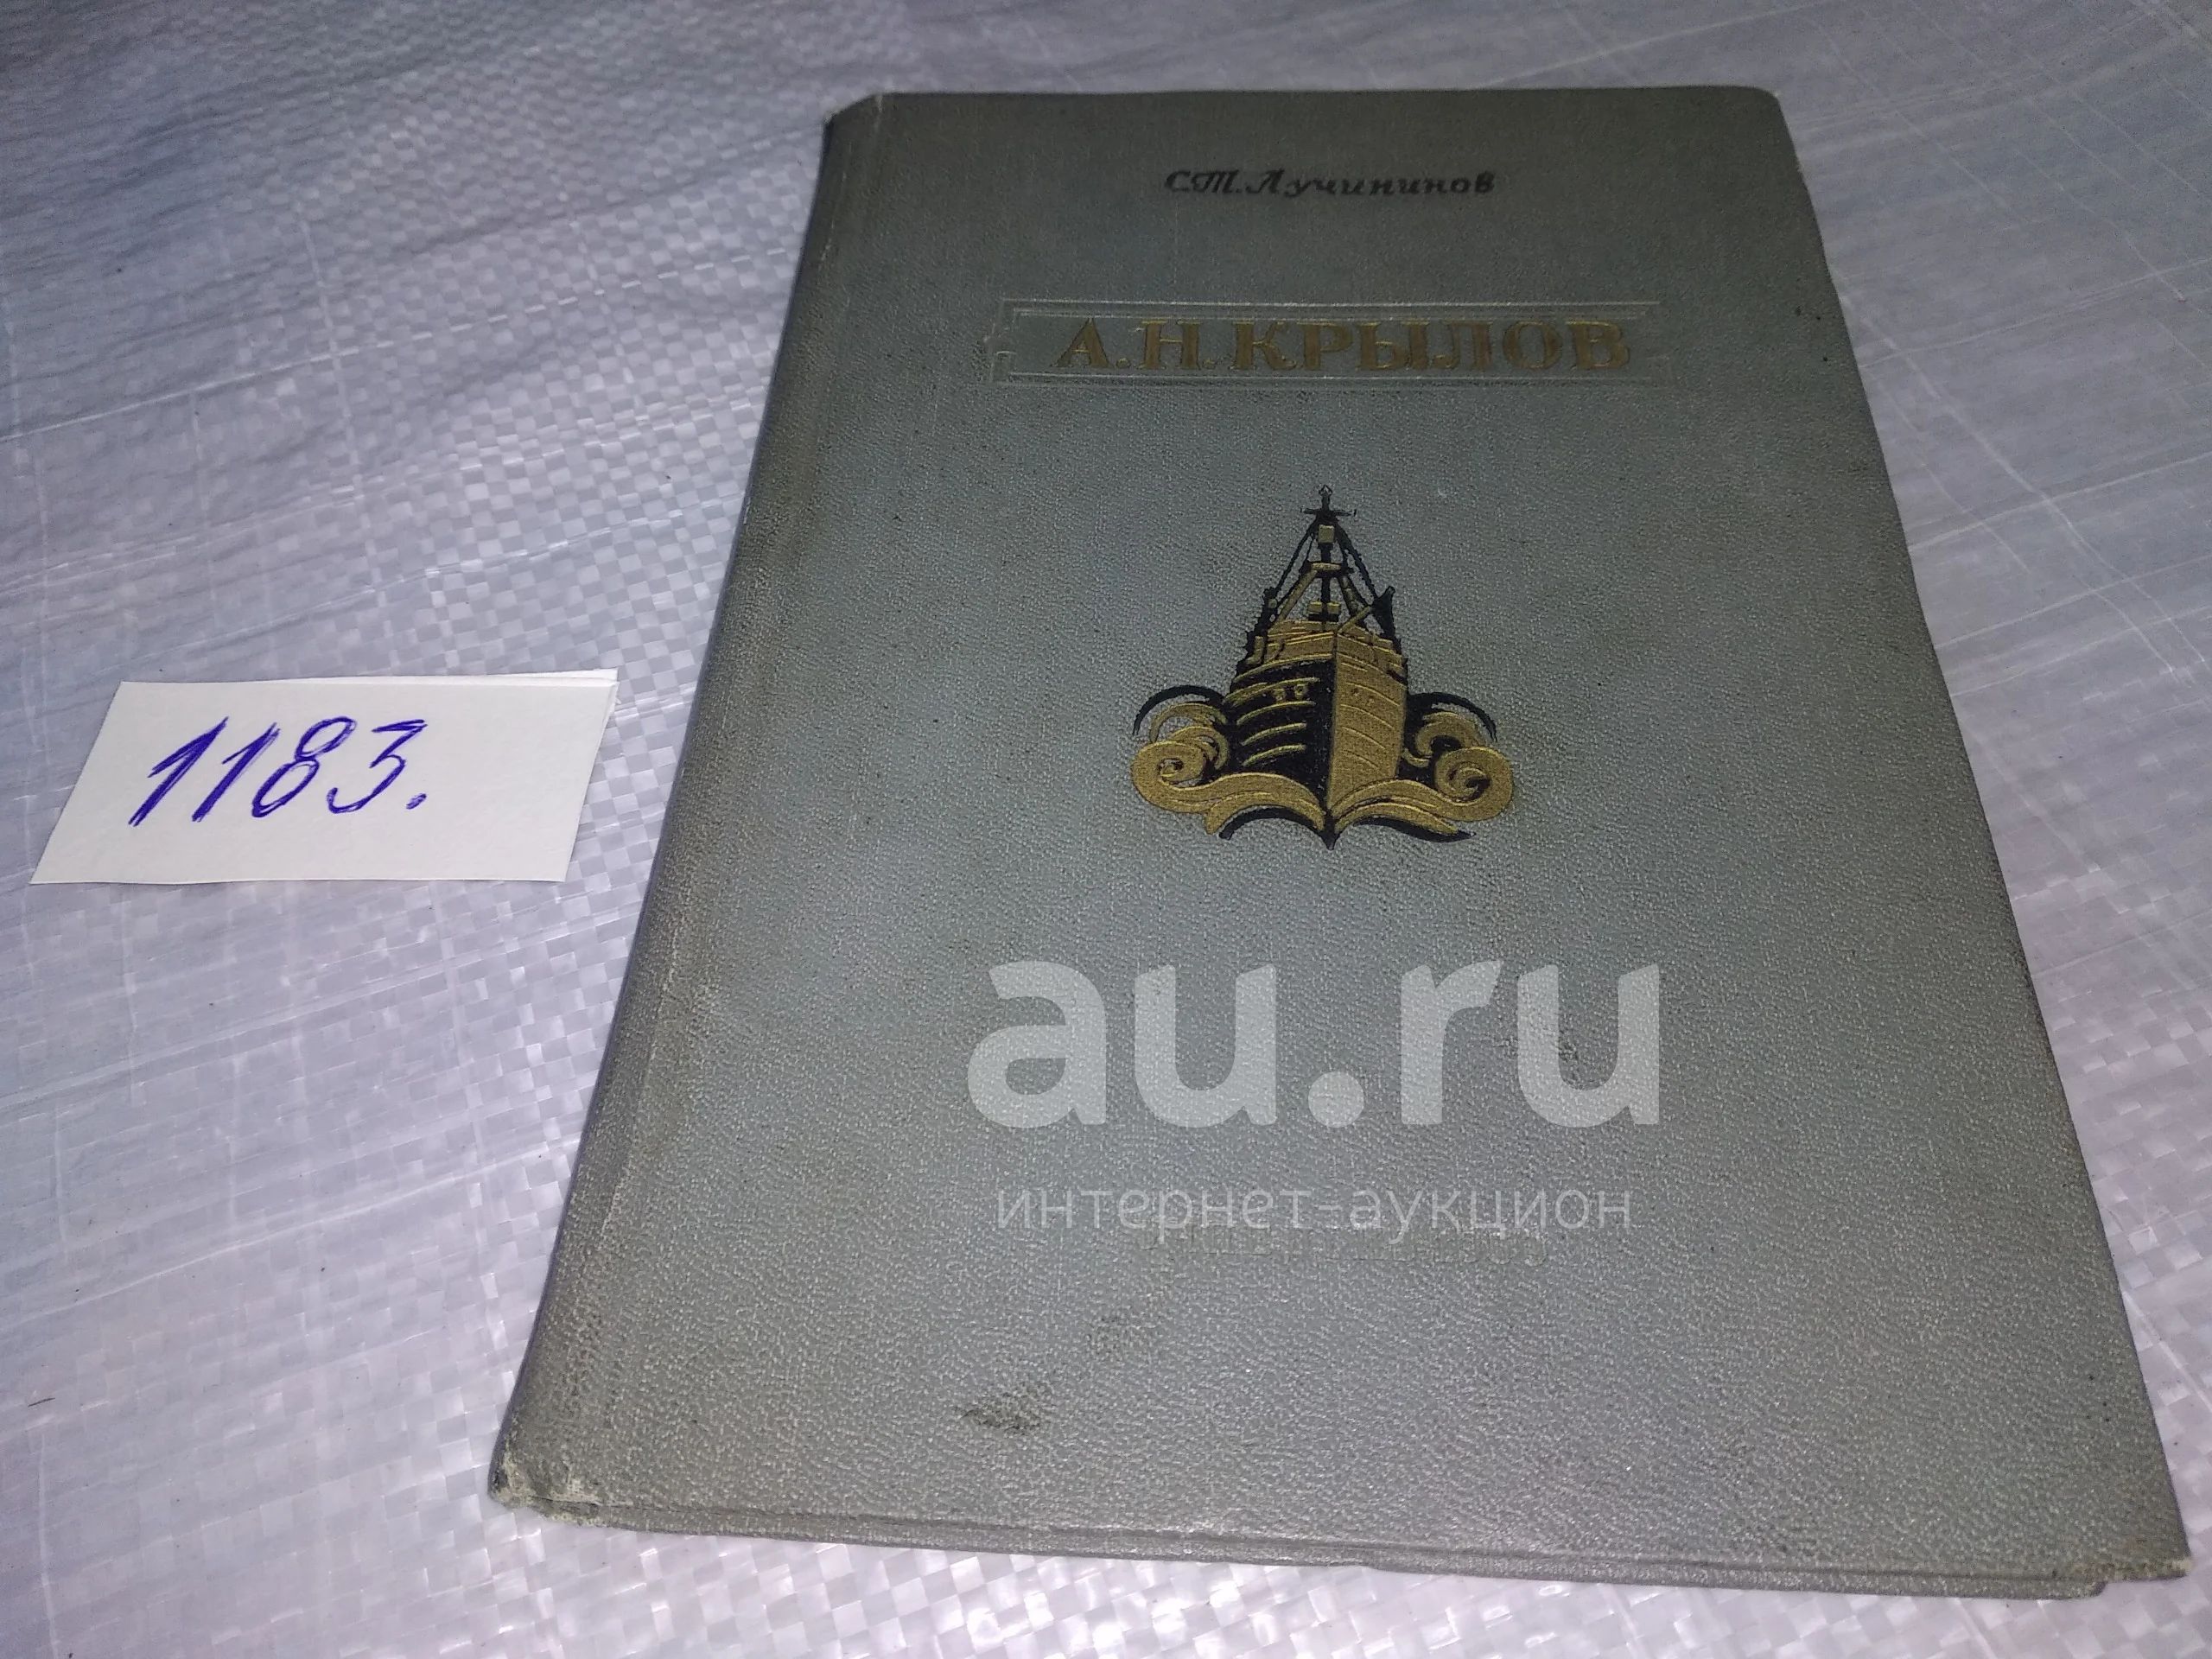 С.Т. Лучининов
А.Н.КРЫЛОВ
1183.
au.ru
интернет-аукцион